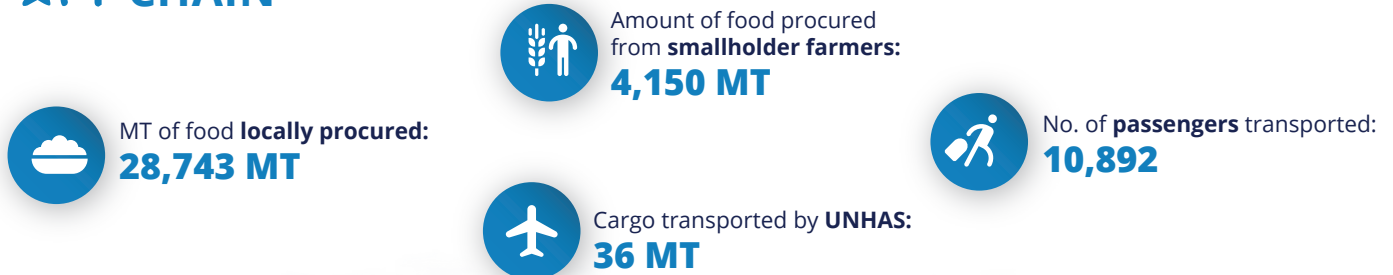 CHAIN
Amount of food procured
from smallholder farmers:
4,150 MT
MT of food locally procured:
28,743 MT
No. of passengers transported:
10,892
Cargo transported by UNHAS:
36 MT